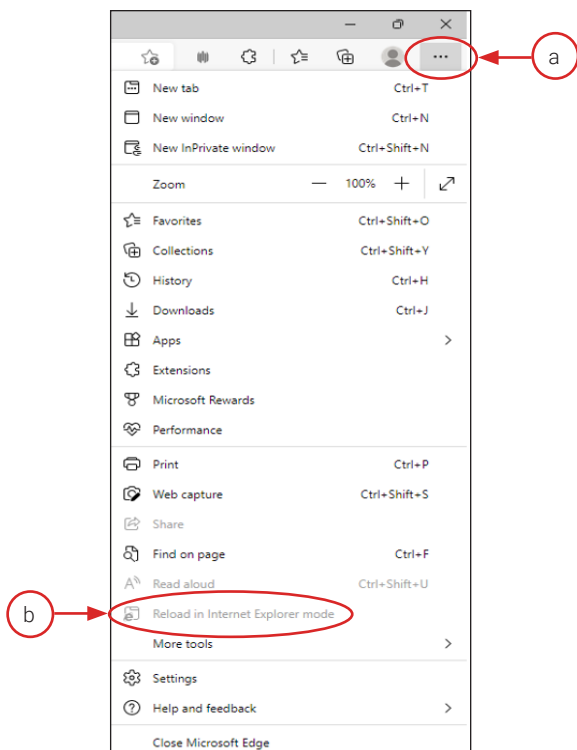 a
New tab Ctrl+T
New window Ctrl+N
New InPrivate window Ctrl+Shift+N
Zoom 100%
Favorites Ctrl+Shift+O
Collections Ctrl+Shift+Y
History Ctrl+H
Downloads Ctrl+J
Apps
Extensions
Microsoft Rewards
Performance
Print Ctrl+P
Web capture Ctrl+Shift+S
Share
Find on page Ctrl+F
Read aloud Ctrl+Shift+U
b Reload in Internet Explorer mode
More tools
Settings
Help and feedback
Close Microsoft Edge